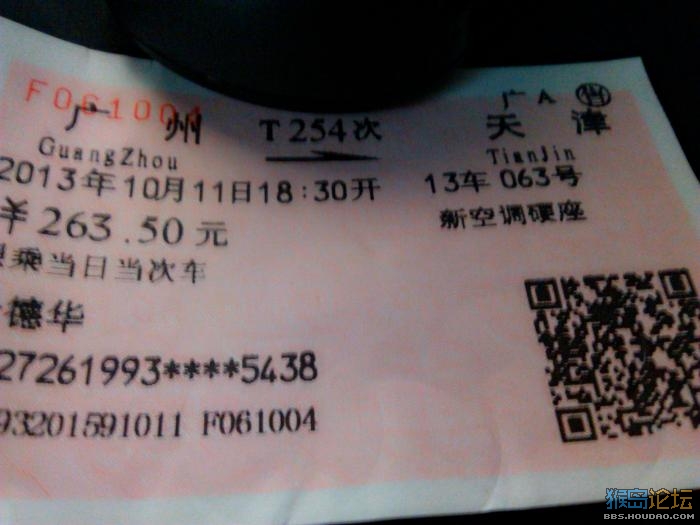 F061004
广 A 售
广州 T254次 天津
GuangZhou TianJin
2013年10月11日18:30开 13车 063号
¥263.50元 新空调硬座
乘当日当次车
德华
27261993****5438
93201591011 F061004
猴岛论坛
BBS.HOUDAO.COM